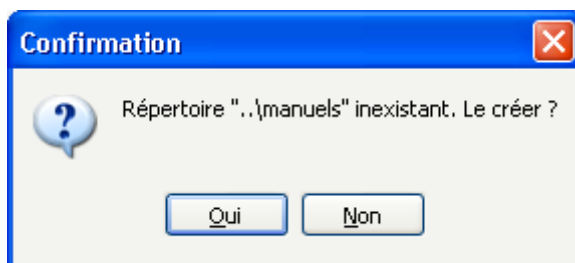 Confirmation
?
Répertoire "..\manuels" inexistant. Le créer ?
Oui Non